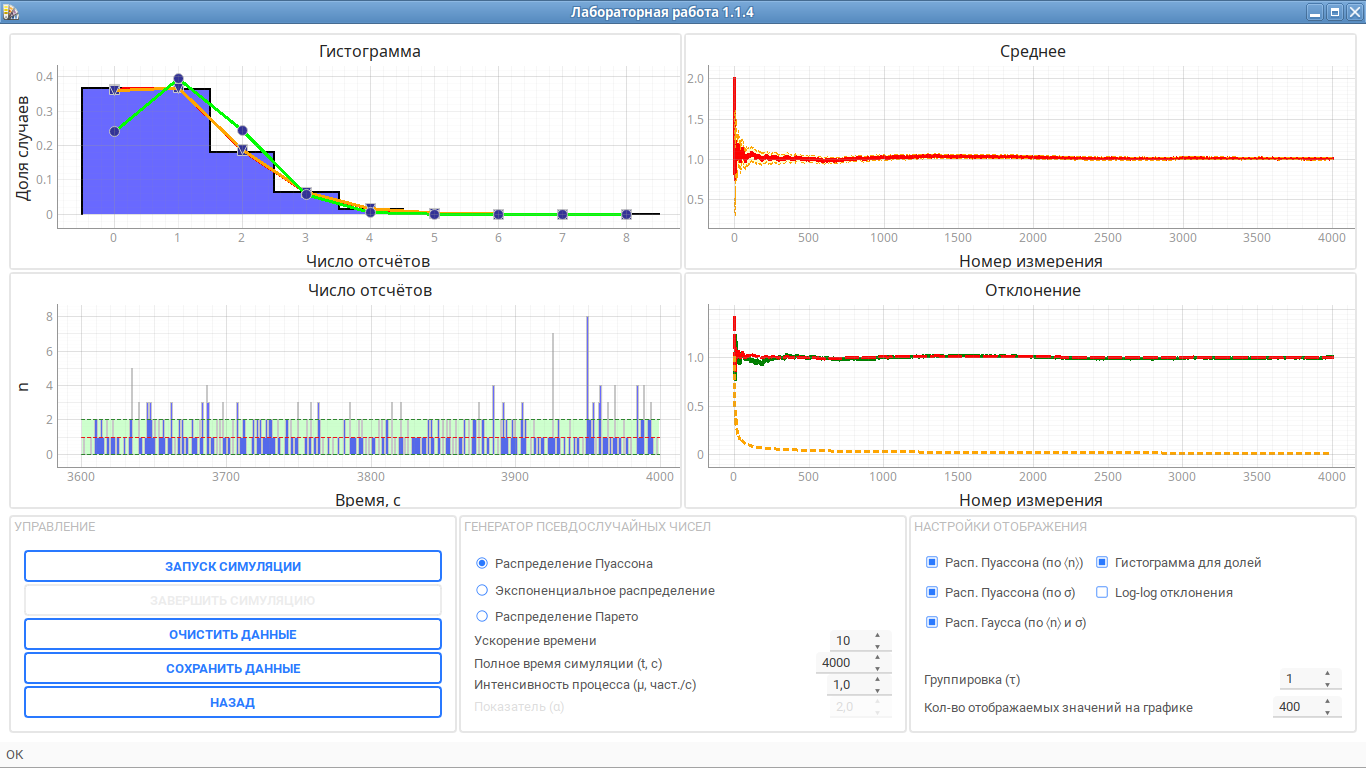 Лабораторная работа 1.1.4
Гистограмма
Доля случаев
0.4
0.3
0.2
0.1
0
0 1 2 3 4 5 6 7 8
Число отсчётов
Среднее
2.0
1.5
1.0
0.5
0 500 1000 1500 2000 2500 3000 3500 4000
Номер измерения
Число отсчётов
n
8
6
4
2
0
3600 3700 3800 3900 4000
Время, с
Отклонение
1.0
0.5
0
0 500 1000 1500 2000 2500 3000 3500 4000
Номер измерения
УПРАВЛЕНИЕ
ЗАПУСК СИМУЛЯЦИИ
ЗАВЕРШИТЬ СИМУЛЯЦИЮ
ОЧИСТИТЬ ДАННЫЕ
СОХРАНИТЬ ДАННЫЕ
НАЗАД
ГЕНЕРАТОР ПСЕВДОСЛУЧАЙНЫХ ЧИСЕЛ
Распределение Пуассона
Экспоненциальное распределение
Распределение Парето
Ускорение времени 10
Полное время симуляции (t, с) 4000
Интенсивность процесса (μ, част./с) 1,0
Показатель (α) 2,0
НАСТРОЙКИ ОТОБРАЖЕНИЯ
Расп. Пуассона (по ⟨n⟩) Гистограмма для долей
Расп. Пуассона (по σ) Log-log отклонения
Расп. Гаусса (по ⟨n⟩ и σ)
Группировка (τ) 1
Кол-во отображаемых значений на графике 400
ОК